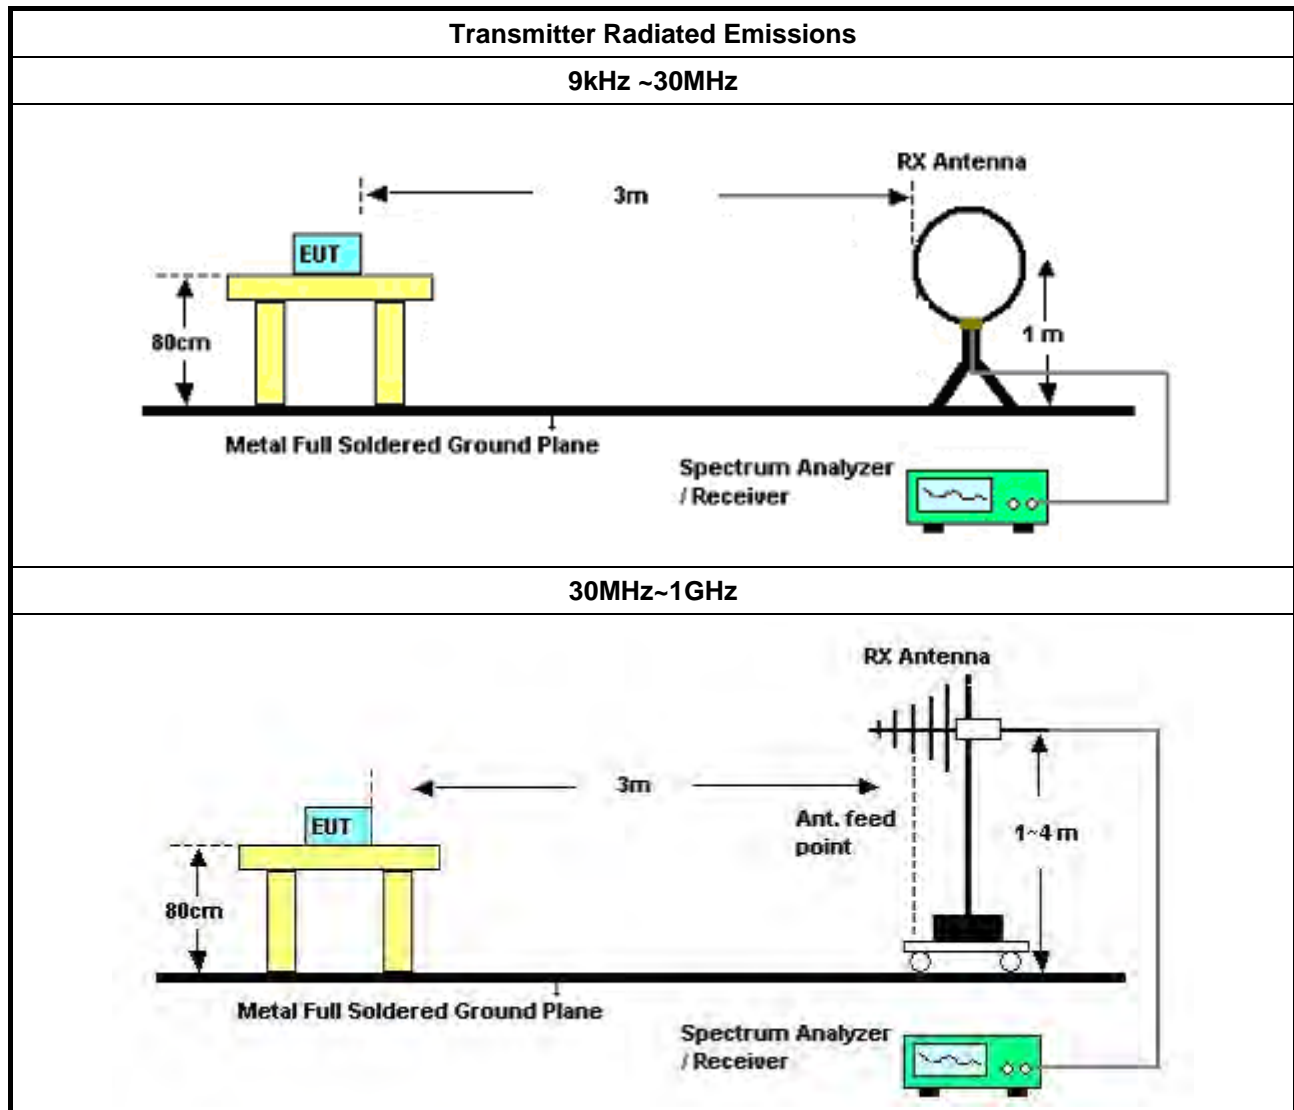 Transmitter Radiated Emissions
9kHz ~30MHz
RX Antenna
3m
EUT
80cm
1 m
Metal Full Soldered Ground Plane
Spectrum Analyzer
/ Receiver
30MHz~1GHz
RX Antenna
3m
EUT
Ant. feed
point
1~4 m
80cm
Metal Full Soldered Ground Plane
Spectrum Analyzer
/ Receiver